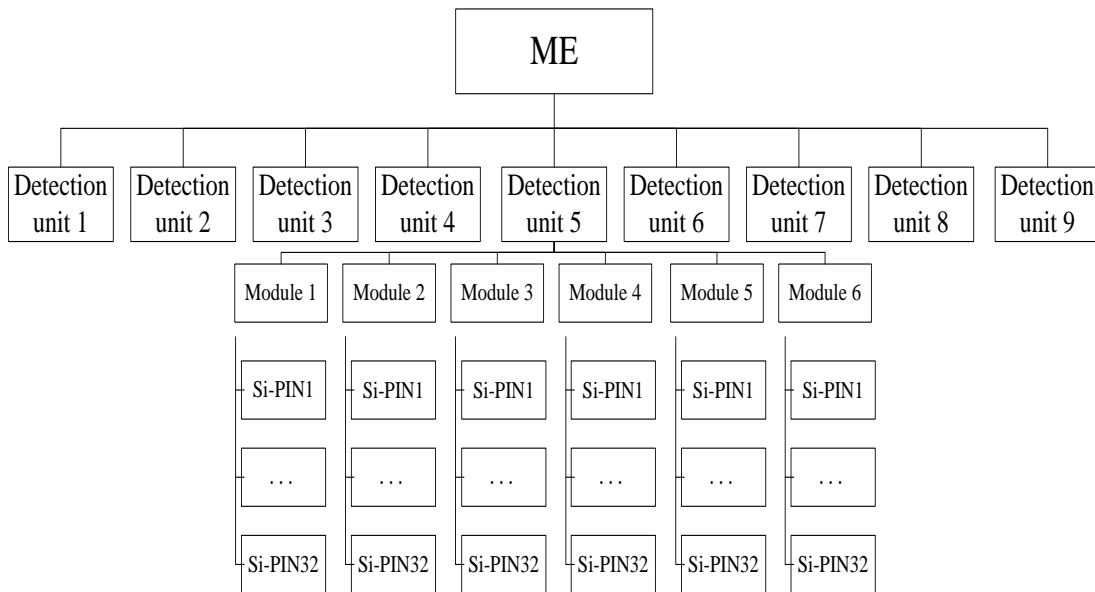 ME
Detection unit 1
Detection unit 2
Detection unit 3
Detection unit 4
Detection unit 5
Detection unit 6
Detection unit 7
Detection unit 8
Detection unit 9
Module 1
Module 2
Module 3
Module 4
Module 5
Module 6
Si-PIN1
Si-PIN1
Si-PIN1
Si-PIN1
Si-PIN1
Si-PIN1
. . .
. . .
. . .
. . .
. . .
. . .
Si-PIN32
Si-PIN32
Si-PIN32
Si-PIN32
Si-PIN32
Si-PIN32